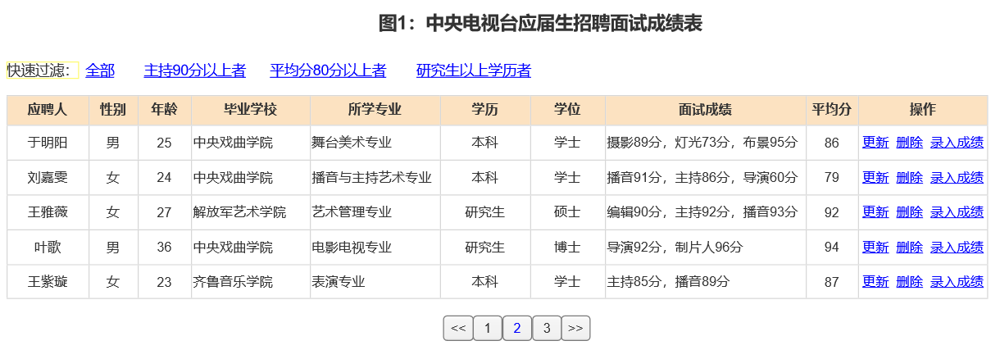 图1：中央电视台应届生招聘面试成绩表
快速过滤： 全部 主持90分以上者 平均分80分以上者 研究生以上学历者
应聘人 性别 年龄 毕业学校 所学专业 学历 学位 面试成绩 平均分 操作
于明阳 男 25 中央戏曲学院 舞台美术专业 本科 学士 摄影89分，灯光73分，布景95分 86 更新 删除 录入成绩
刘嘉雯 女 24 中央戏曲学院 播音与主持艺术专业 本科 学士 播音91分，主持86分，导演60分 79 更新 删除 录入成绩
王雅薇 女 27 解放军艺术学院 艺术管理专业 研究生 硕士 编辑90分，主持92分，播音93分 92 更新 删除 录入成绩
叶歌 男 36 中央戏曲学院 电影电视专业 研究生 博士 导演92分，制片人96分 94 更新 删除 录入成绩
王紫璇 女 23 齐鲁音乐学院 表演专业 本科 学士 主持85分，播音89分 87 更新 删除 录入成绩
<< 1 2 3 >>